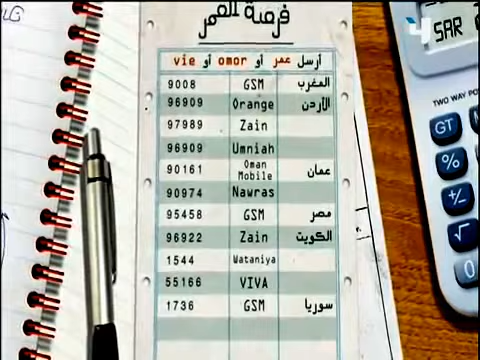 فرصة العمر
أرسل عمر أو omor أو vie
9008 GSM المغرب
96909 Orange الأردن
97989 Zain
96909 Umniah
90161 Oman Mobile عمان
90974 Nawras
95458 GSM مصر
96922 Zain الكويت
1544 Wataniya
55166 VIVA
1736 GSM سوريا
SAR
TWO WAY PO
GT
%
+/-
√
0